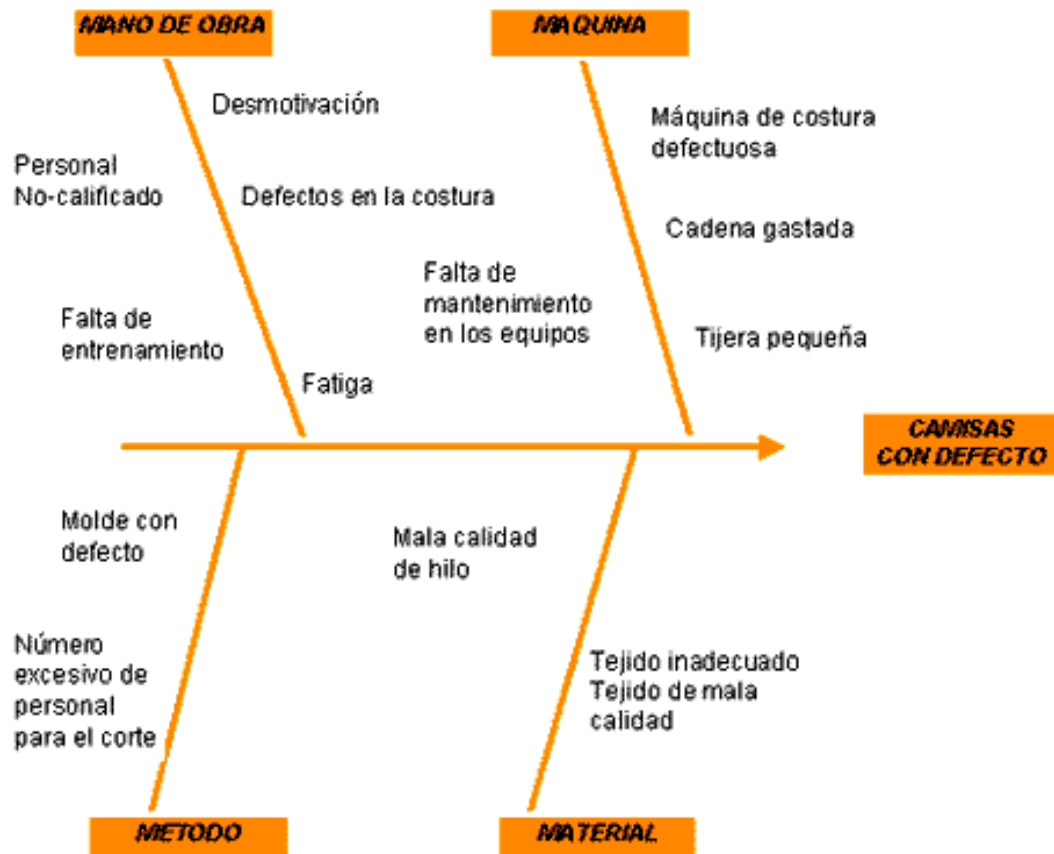 MANO DE OBRA
MAQUINA
Desmotivación
Máquina de costura
defectuosa
Personal
No-calificado
Defectos en la costura
Cadena gastada
Falta de
mantenimiento
en los equipos
Falta de
entrenamiento
Tijera pequeña
Fatiga
CAMISAS
CON DEFECTO
Molde con
defecto
Mala calidad
de hilo
Número
excesivo de
personal
para el corte
Tejido inadecuado
Tejido de mala
calidad
METODO
MATERIAL